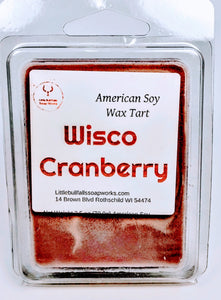 American Soy
Wax Tart
Wisco
Cranberry
Littlebullfallssoapworks.com
14 Brown Blvd Rothschild WI 54474